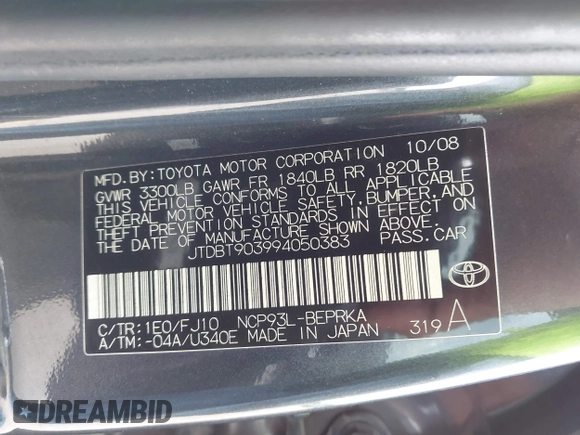 MFD.BY:TOYOTA MOTOR CORPORATION 10/08
GVWR 3300LB GAWR FR 1840LB RR 1820LB
THIS VEHICLE CONFORMS TO ALL APPLICABLE
FEDERAL MOTOR VEHICLE SAFETY,BUMPER,AND
THEFT PREVENTION STANDARDS IN EFFECT ON
THE DATE OF MANUFACTURE SHOWN ABOVE.
JTDBT903994050383 PASS.CAR
C/TR:1E0/FJ10 NCP93L-BEPRKA
A/TM:-04A/U340E MADE IN JAPAN 319 A
TOYOTA
DREAMBID